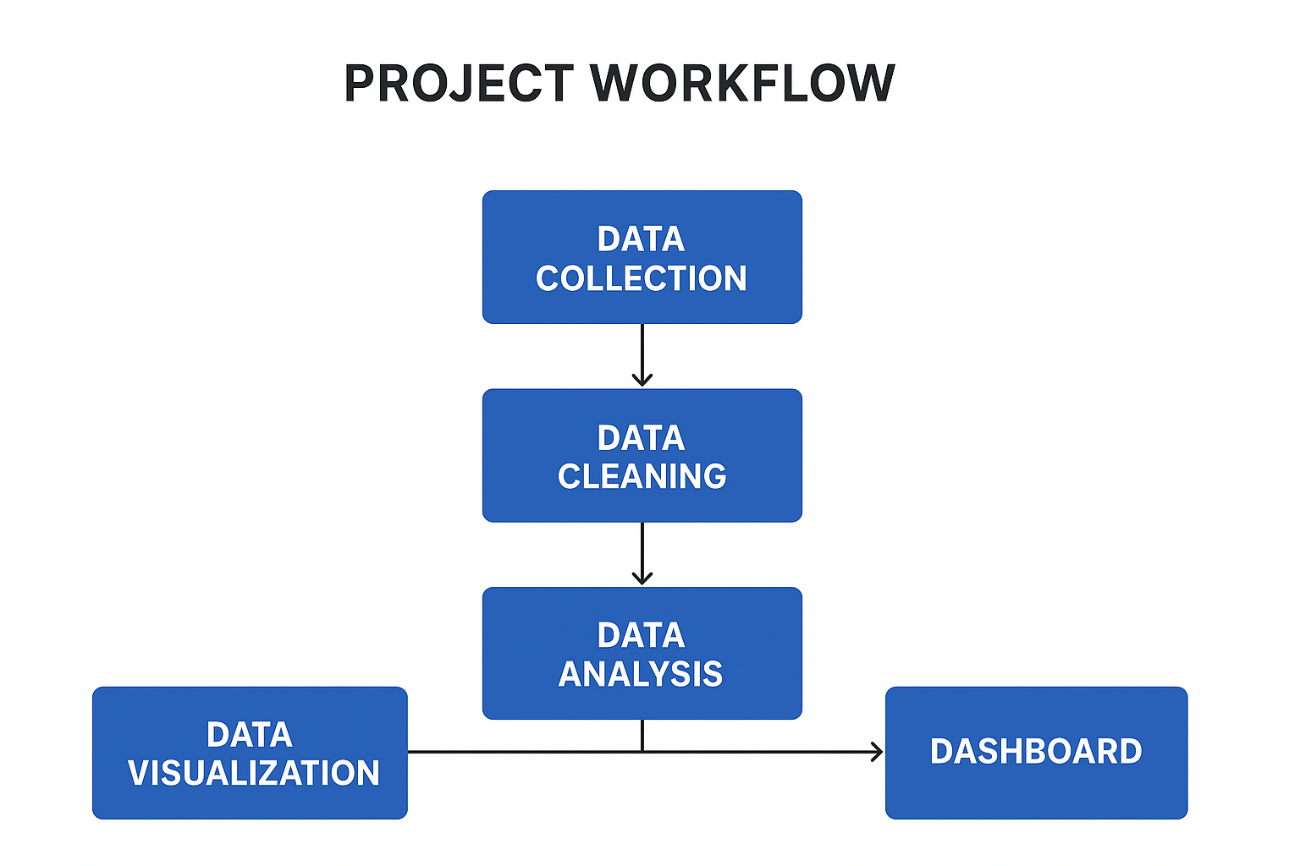 PROJECT WORKFLOW
DATA
COLLECTION
DATA
CLEANING
DATA
ANALYSIS
DATA
VISUALIZATION
DASHBOARD